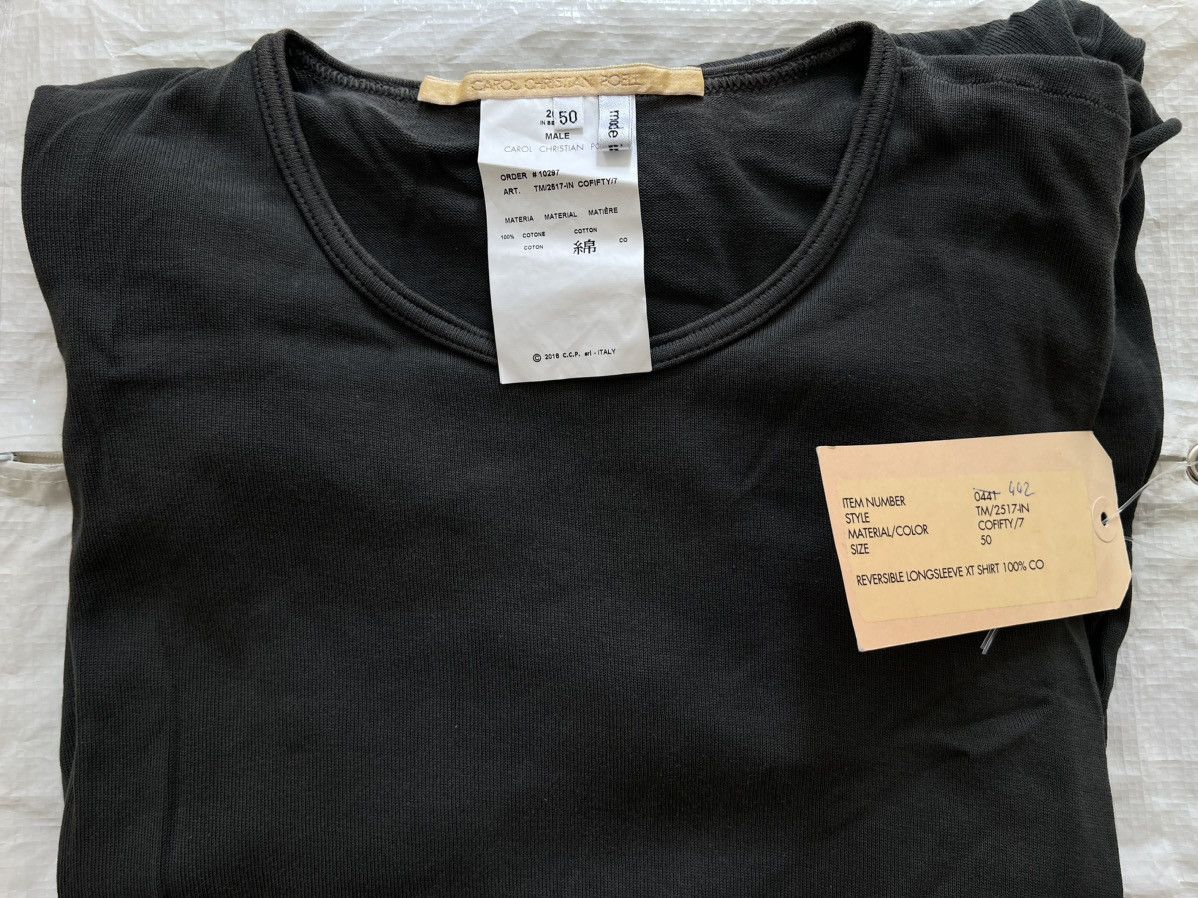 CAROL CHRISTIAN POELL
50
made in
MALE
CAROL CHRISTIAN
ORDER #10297
ART. TM/2517-IN COFIFTY/7
MATERIA MATERIAL MATIÈRE
100% COTONE COTTON CO
COTON 綿
© 2016 C.C.P. srl - ITALY
ITEM NUMBER 0441 442
STYLE TM/2517-IN
MATERIAL/COLOR COFIFTY/7
SIZE 50
REVERSIBLE LONGSLEEVE XT SHIRT 100% CO